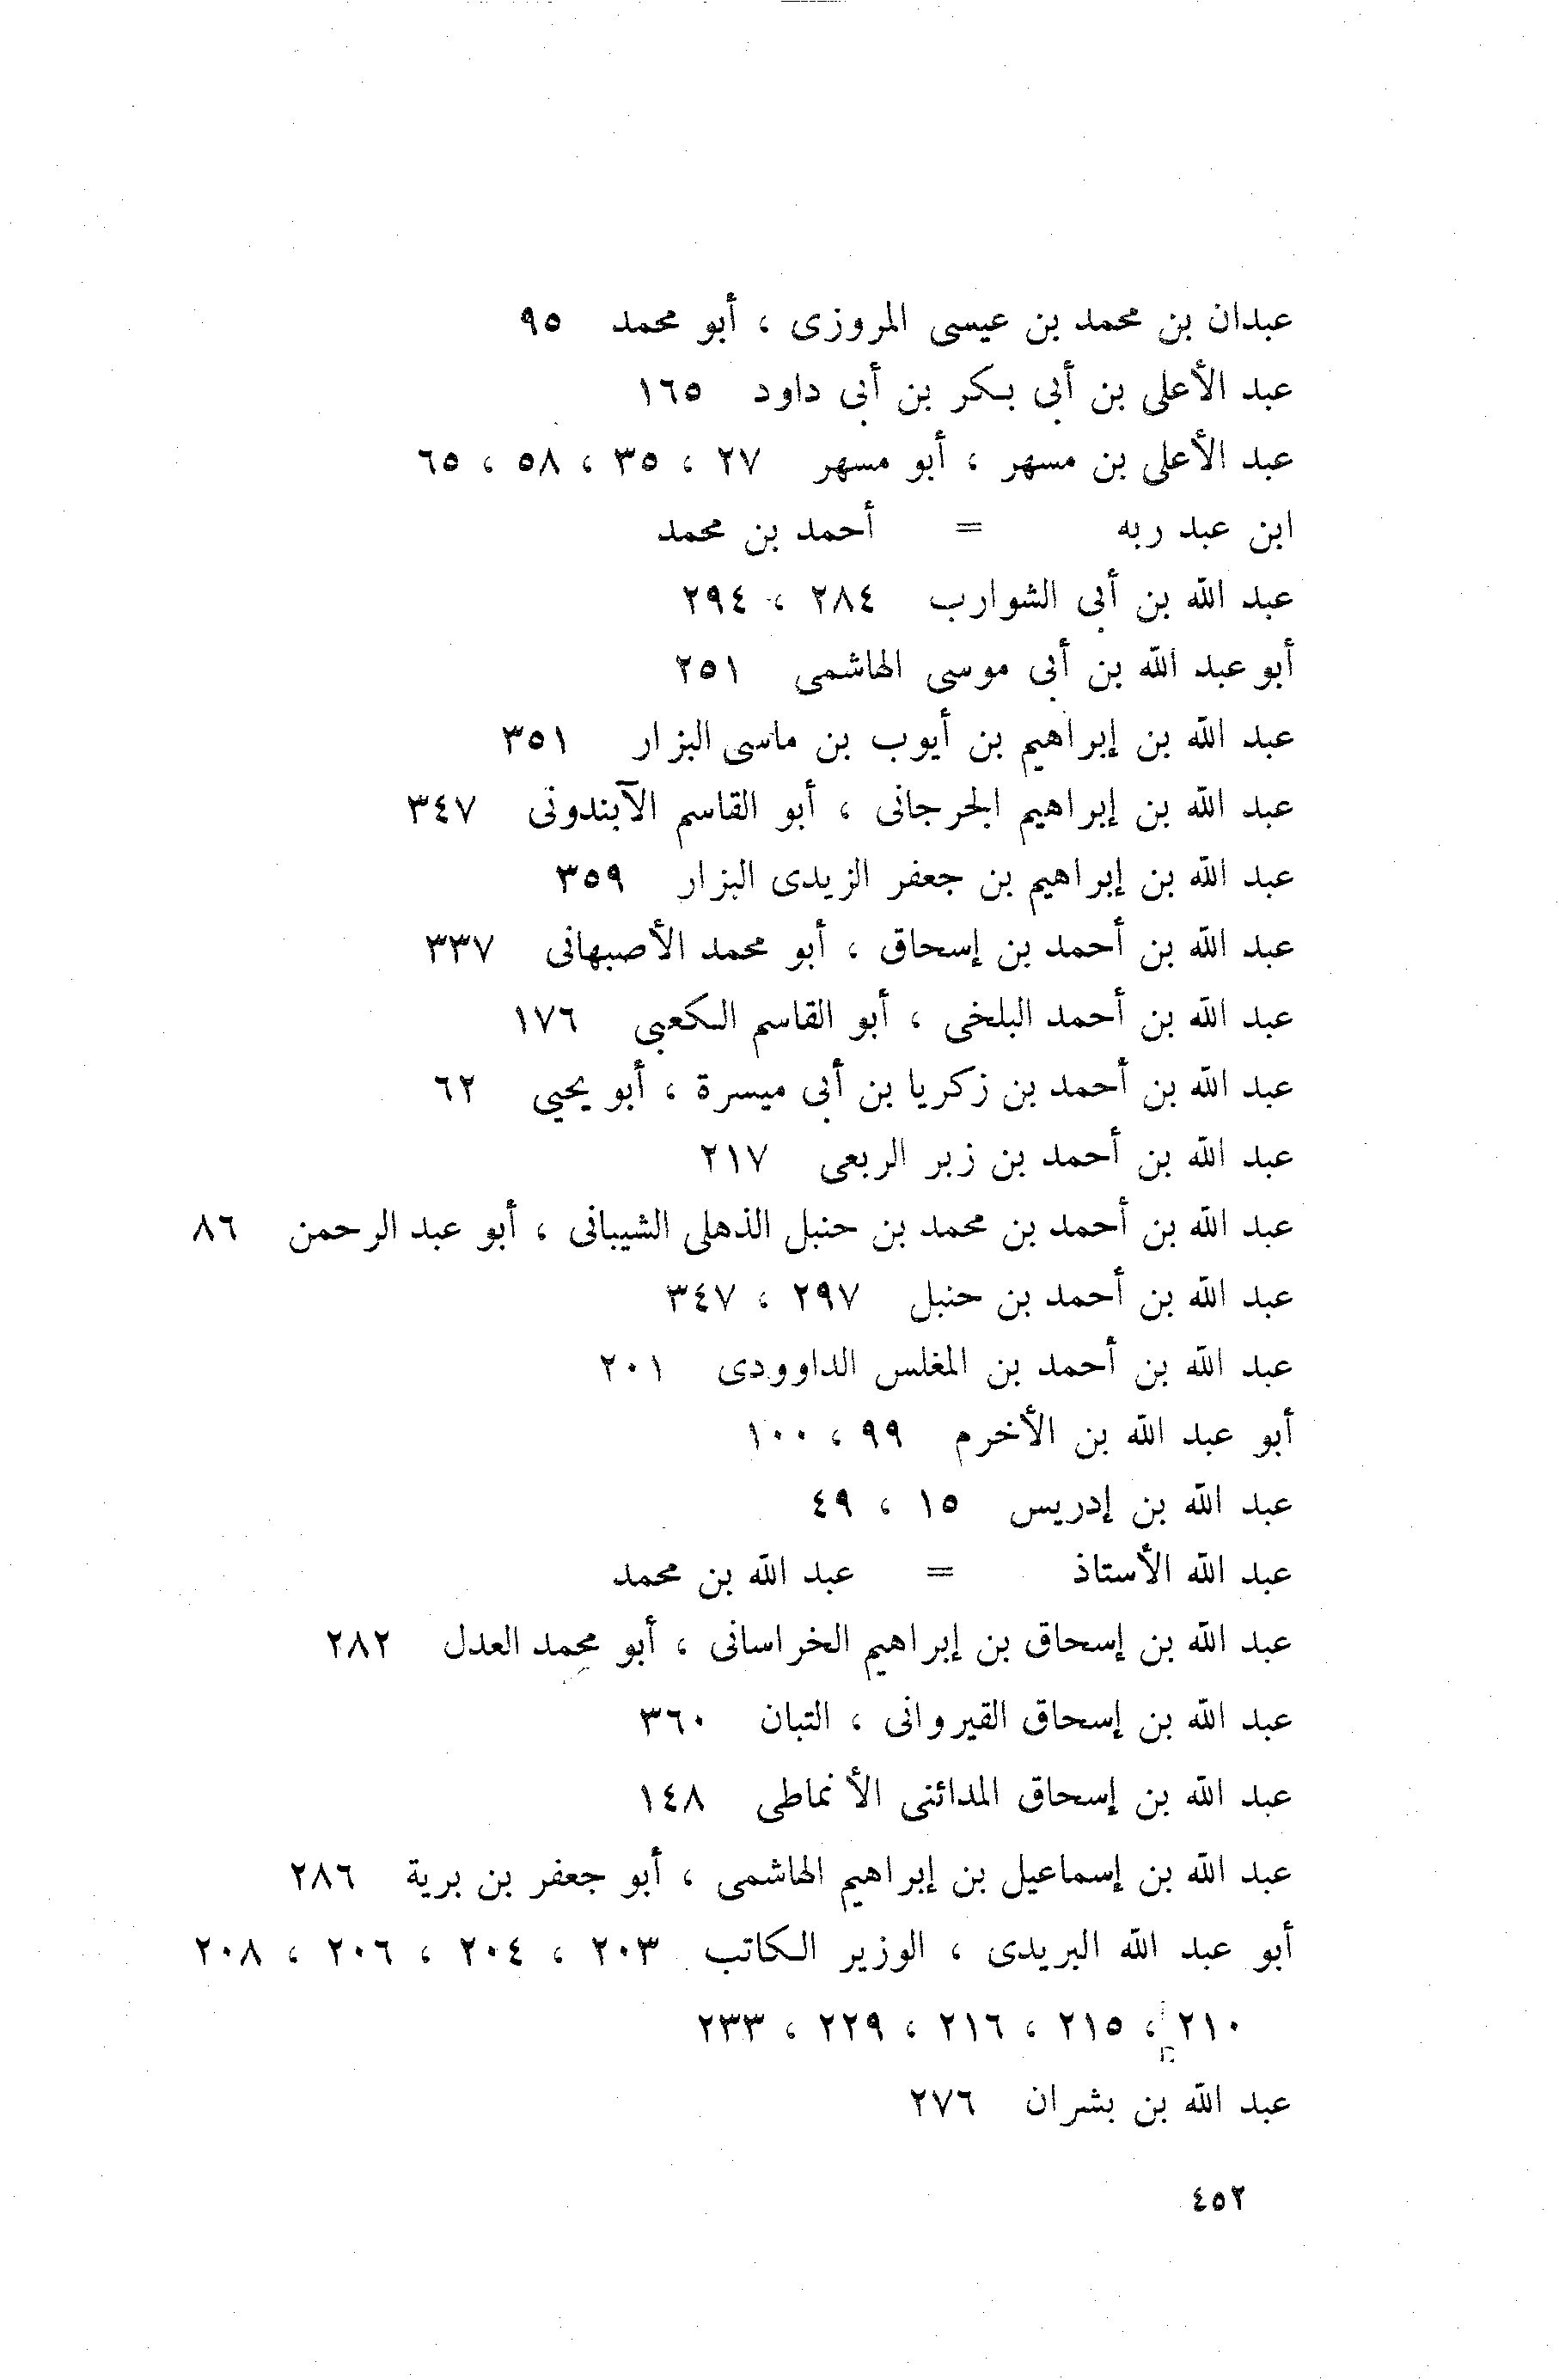 عبدان بن محمد بن عيسى المروزى ، أبو محمد ٩٥
عبد الأعلى بن أبى بكر بن أبى داود ١٦٥
عبد الأعلى بن مسهر ، أبو مسهر ٢٧ ، ٣٥ ، ٥٨ ، ٦٥
ابن عبد ربه = أحمد بن محمد
عبد الله بن أبى الشوارب ٢٨٤ ، ٢٩٤
أبو عبد الله بن أبى موسى الهاشمى ٢٥١
عبد الله بن إبراهيم بن أيوب بن ماسى البزار ٣٥١
عبد الله بن إبراهيم الجرجانى ، أبو القاسم الآبندونى ٣٤٧
عبد الله بن إبراهيم بن جعفر الزيدى البزار ٣٥٩
عبد الله بن أحمد بن إسحاق ، أبو محمد الأصبهانى ٣٣٧
عبد الله بن أحمد البلخى ، أبو القاسم الكعبى ١٧٦
عبد الله بن أحمد بن زكريا بن أبى ميسرة ، أبو يحيى ٦٢
عبد الله بن أحمد بن زبر الربعى ٢١٧
عبد الله بن أحمد بن محمد بن حنبل الذهلى الشيبانى ، أبو عبد الرحمن ٨٦
عبد الله بن أحمد بن حنبل ٢٩٧ ، ٣٤٧
عبد الله بن أحمد بن المغلس الداوودى ٢٠١
أبو عبد الله بن الأخرم ٩٩ ، ١٠٠
عبد الله بن إدريس ١٥ ، ٤٩
عبد الله الأستاذ = عبد الله بن محمد
عبد الله بن إسحاق بن إبراهيم الخراسانى ، أبو محمد العدل ٢٨٢
عبد الله بن إسحاق القيروانى ، التبان ٣٦٠
عبد الله بن إسحاق المدائنى الأنماطى ١٤٨
عبد الله بن إسماعيل بن إبراهيم الهاشمى ، أبو جعفر بن برية ٢٨٦
أبو عبد الله البريدى ، الوزير الكاتب ٢٠٣ ، ٢٠٤ ، ٢٠٦ ، ٢٠٨
٢١٠ ، ٢١٥ ، ٢١٦ ، ٢٢٩ ، ٢٣٣
عبد الله بن بشران ٢٧٦
٤٥٢